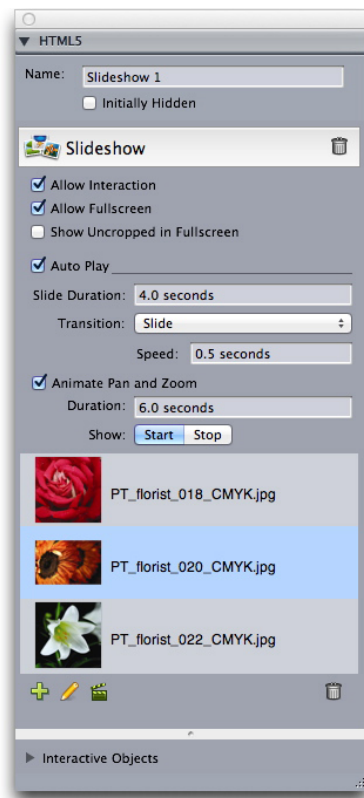 HTML5
Name: Slideshow 1
Initially Hidden
Slideshow
Allow Interaction
Allow Fullscreen
Show Uncropped in Fullscreen
Auto Play
Slide Duration: 4.0 seconds
Transition: Slide
Speed: 0.5 seconds
Animate Pan and Zoom
Duration: 6.0 seconds
Show: Start Stop
PT_florist_018_CMYK.jpg
PT_florist_020_CMYK.jpg
PT_florist_022_CMYK.jpg
Interactive Objects